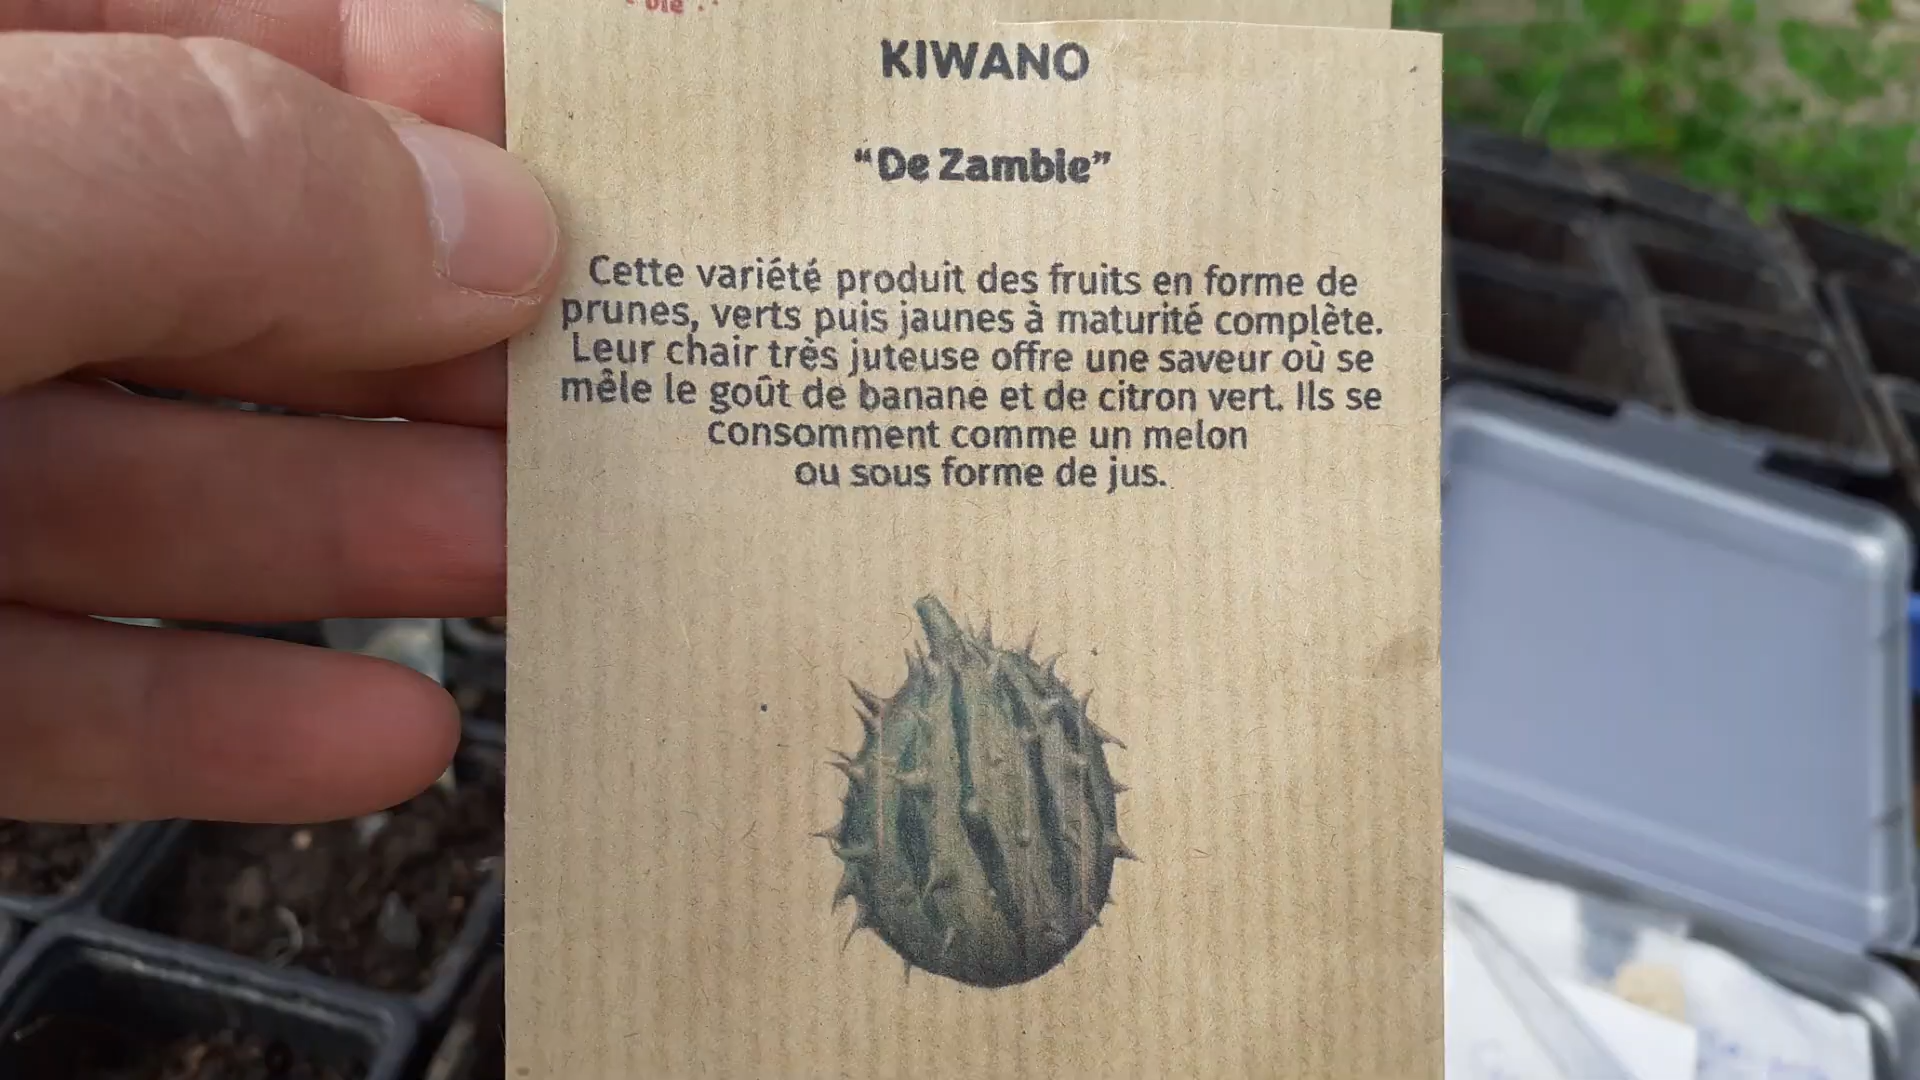 KIWANO
“De Zambie”
Cette variété produit des fruits en forme de
prunes, verts puis jaunes à maturité complète.
Leur chair très juteuse offre une saveur où se
mêle le goût de banane et de citron vert. Ils se
consomment comme un melon
ou sous forme de jus.